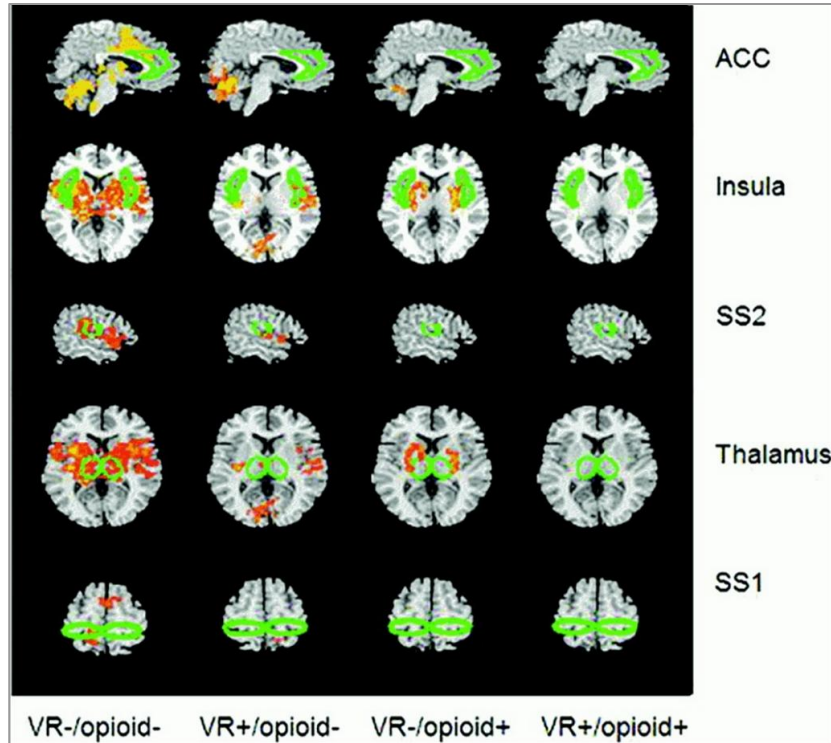 ACC
Insula
SS2
Thalamus
SS1
VR-/opioid- VR+/opioid- VR-/opioid+ VR+/opioid+